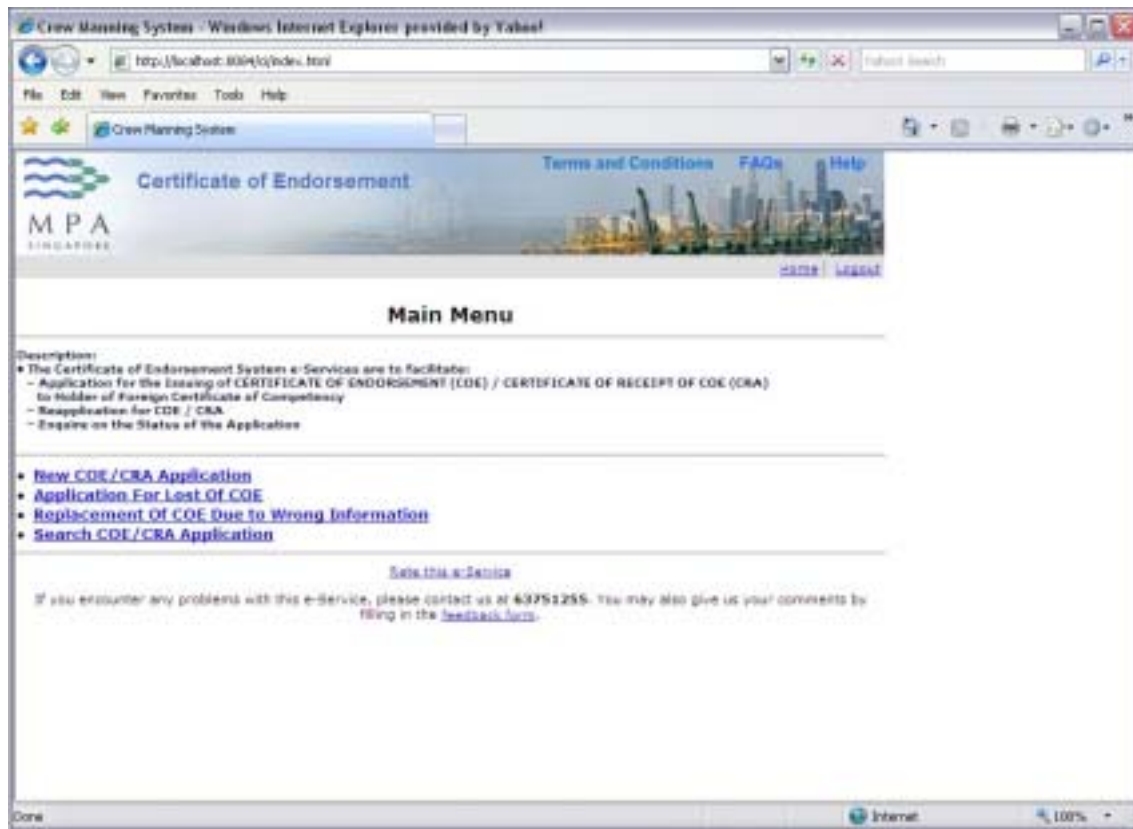 Crew Manning System - Windows Internet Explorer provided by Yahoo!
File Edit View Favorites Tools Help
Crew Manning System
Terms and Conditions FAQs Help
Certificate of Endorsement
M P A
SINGAPORE
Home | Logout
Main Menu
Description:
• The Certificate of Endorsement System e-Services are to facilitate:
- Application for the Issuing of CERTIFICATE OF ENDORSEMENT (COE) / CERTIFICATE OF RECEIPT OF COE (CRA)
to Holder of Foreign Certificate of Competency
- Reapplication for COE / CRA
- Enquire on the Status of the Application
• New COE/CRA Application
• Application For Lost Of COE
• Replacement Of COE Due to Wrong Information
• Search COE/CRA Application
Rate this e-Service
If you encounter any problems with this e-Service, please contact us at 63751255. You may also give us your comments by
filling in the feedback form.
Done Internet 100%